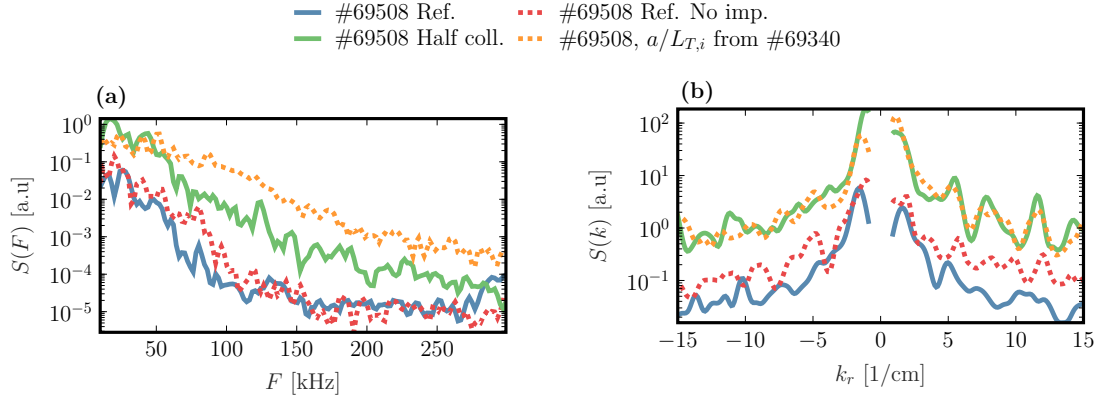 #69508 Ref.
#69508 Half coll.
#69508 Ref. No imp.
#69508, a/L_{T,i} from #69340
(a)
S(F) [a.u]
10^0
10^{-1}
10^{-2}
10^{-3}
10^{-4}
10^{-5}
50 100 150 200 250
F [kHz]
(b)
S(k) [a.u]
10^2
10^1
10^0
10^{-1}
−15 −10 −5 0 5 10 15
k_r [1/cm]